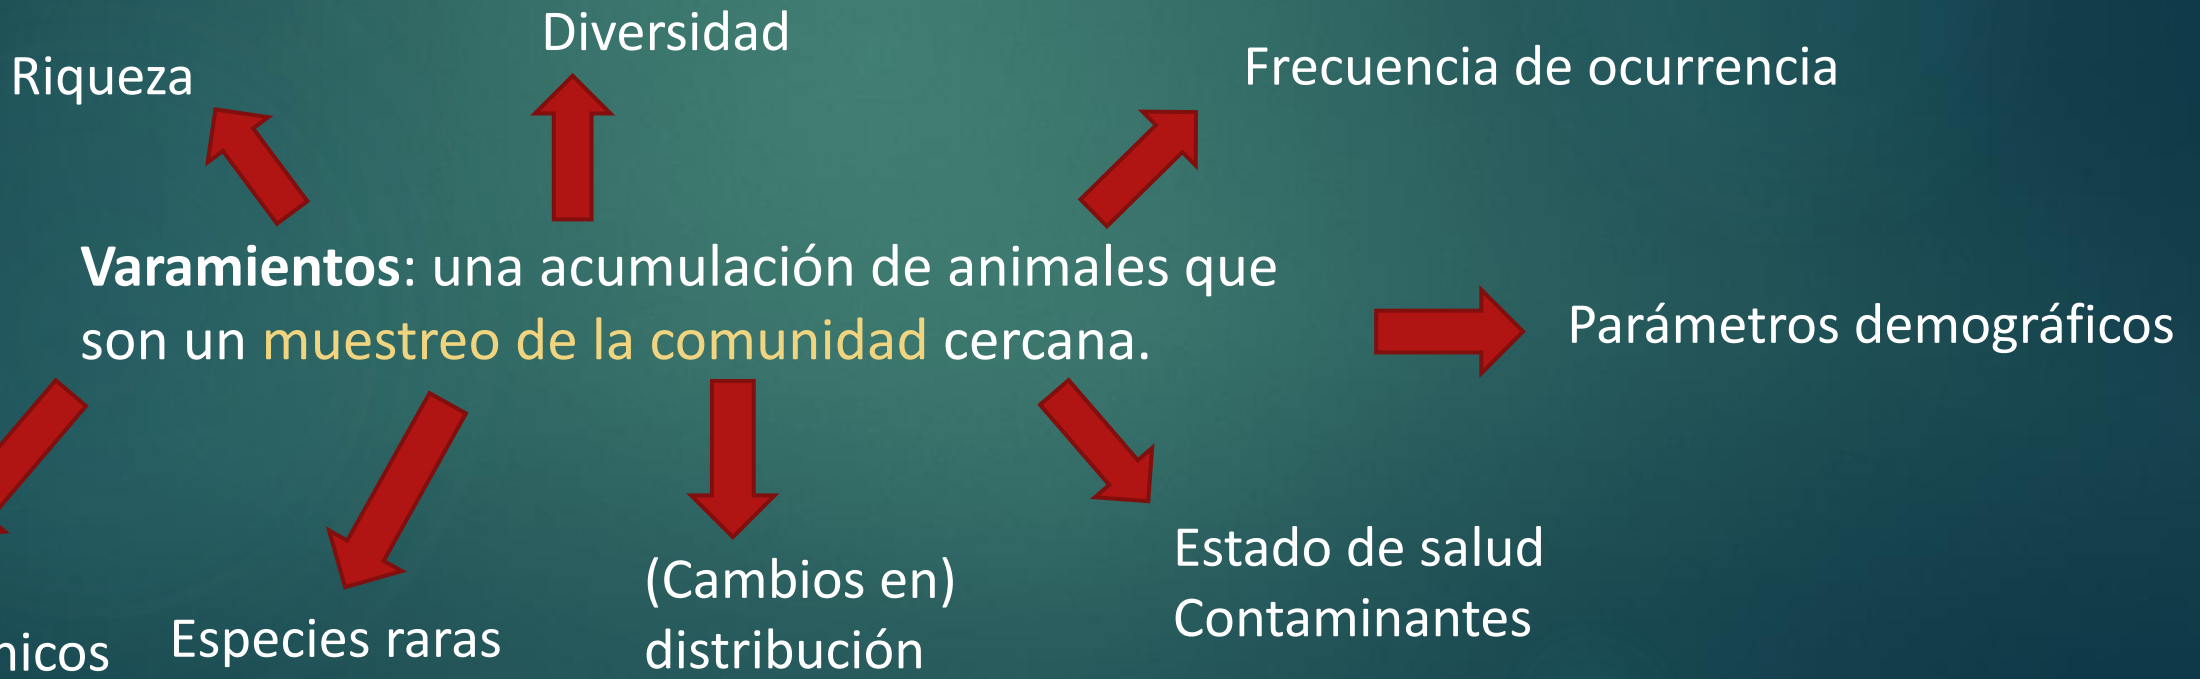 Diversidad
Riqueza
Frecuencia de ocurrencia
Varamientos: una acumulación de animales que
son un muestreo de la comunidad cercana.
Parámetros demográficos
Estado de salud
Contaminantes
(Cambios en)
distribución
Especies raras